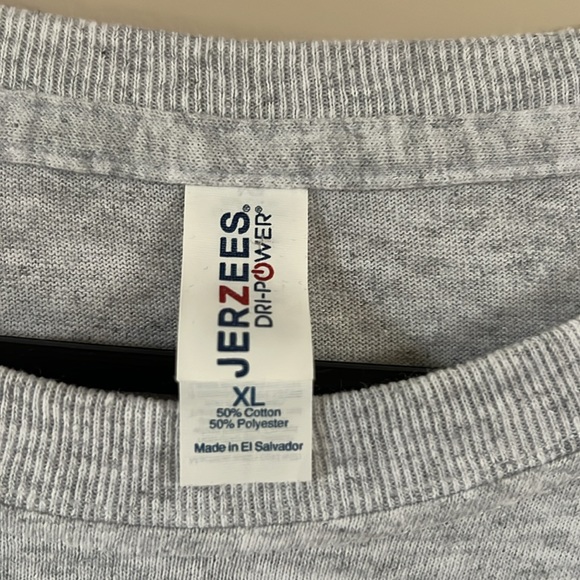 JERZEES®
DRI-POWER®
XL
50% Cotton
50% Polyester
Made in El Salvador